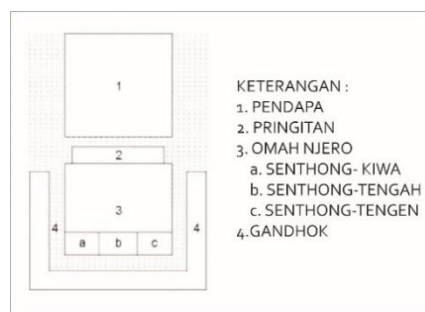 1
2
3
4
4
a
b
c
KETERANGAN :
1. PENDAPA
2. PRINGITAN
3. OMAH NJERO
a. SENTHONG- KIWA
b. SENTHONG-TENGAH
c. SENTHONG-TENGEN
4.GANDHOK